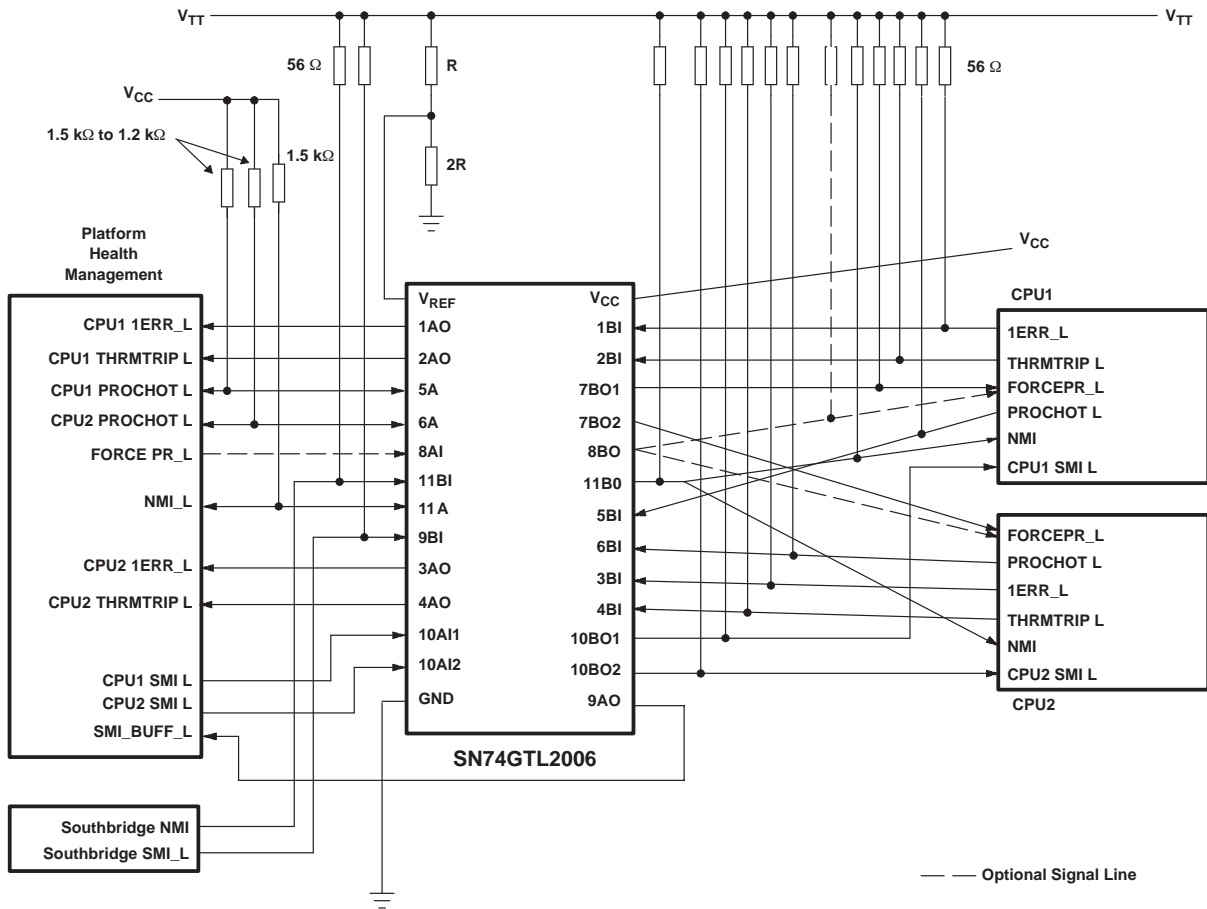 VTT
VTT
56 Ω
R
56 Ω
VCC
1.5 kΩ to 1.2 kΩ
1.5 kΩ
2R
Platform
Health
Management
VCC
CPU1
VREF
VCC
CPU1 1ERR_L
1AO
1BI
1ERR_L
CPU1 THRMTRIP L
2AO
2BI
THRMTRIP L
CPU1 PROCHOT L
5A
7BO1
FORCEPR_L
PROCHOT L
CPU2 PROCHOT L
6A
7BO2
NMI
FORCE PR_L
8AI
8BO
CPU1 SMI L
11BI
11B0
NMI_L
11A
5BI
9BI
FORCEPR_L
6BI
PROCHOT L
CPU2 1ERR_L
3AO
3BI
1ERR_L
CPU2 THRMTRIP L
4AO
4BI
THRMTRIP L
10AI1
10BO1
NMI
10AI2
10BO2
CPU2 SMI L
CPU1 SMI L
CPU2 SMI L
GND
9AO
CPU2
SMI_BUFF_L
SN74GTL2006
Southbridge NMI
Southbridge SMI_L
Optional Signal Line